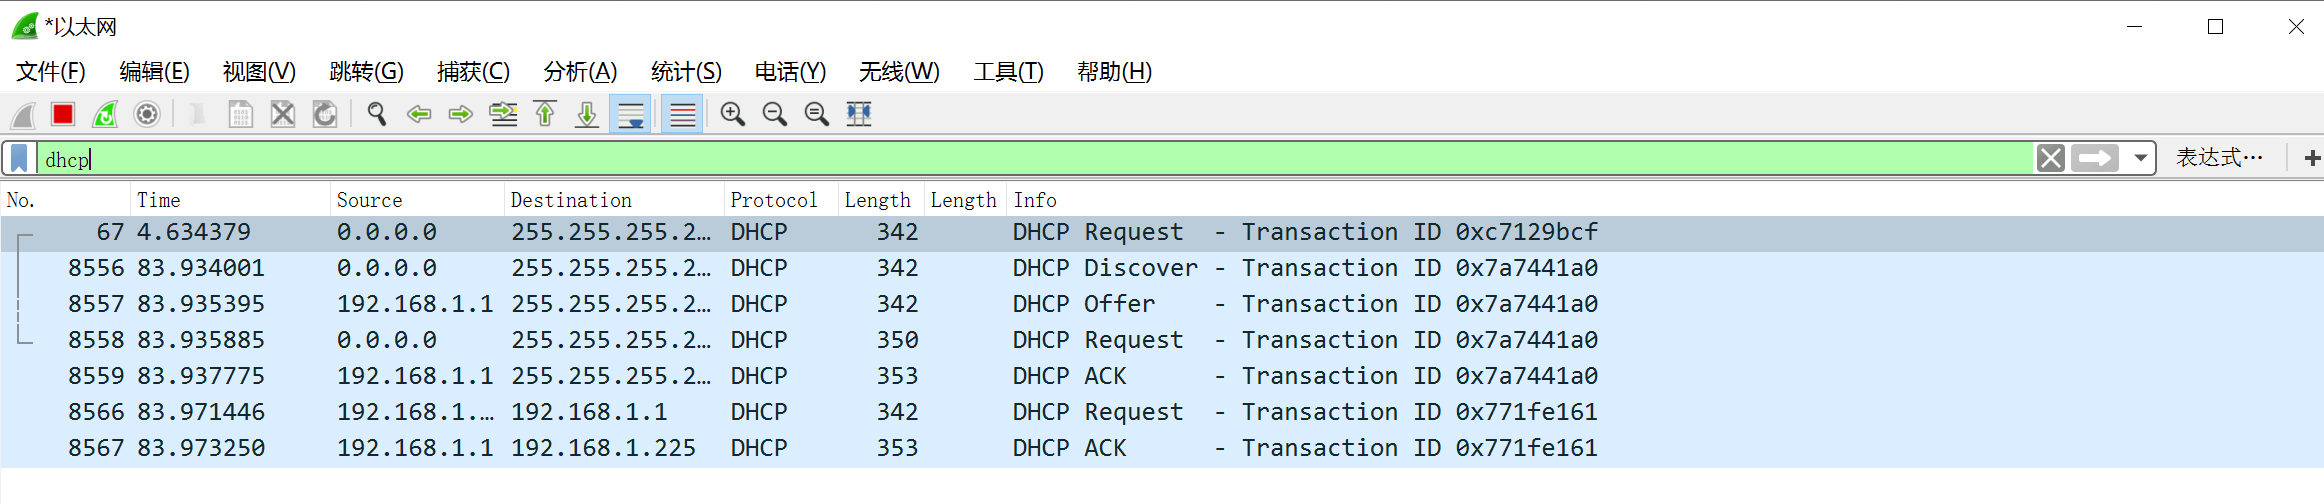 *以太网
文件(F) 编辑(E) 视图(V) 跳转(G) 捕获(C) 分析(A) 统计(S) 电话(Y) 无线(W) 工具(T) 帮助(H)
dhcp 表达式…
No. Time Source Destination Protocol Length Length Info
67 4.634379 0.0.0.0 255.255.255.2… DHCP 342 DHCP Request - Transaction ID 0xc7129bcf
8556 83.934001 0.0.0.0 255.255.255.2… DHCP 342 DHCP Discover - Transaction ID 0x7a7441a0
8557 83.935395 192.168.1.1 255.255.255.2… DHCP 342 DHCP Offer - Transaction ID 0x7a7441a0
8558 83.935885 0.0.0.0 255.255.255.2… DHCP 350 DHCP Request - Transaction ID 0x7a7441a0
8559 83.937775 192.168.1.1 255.255.255.2… DHCP 353 DHCP ACK - Transaction ID 0x7a7441a0
8566 83.971446 192.168.1.… 192.168.1.1 DHCP 342 DHCP Request - Transaction ID 0x771fe161
8567 83.973250 192.168.1.1 192.168.1.225 DHCP 353 DHCP ACK - Transaction ID 0x771fe161